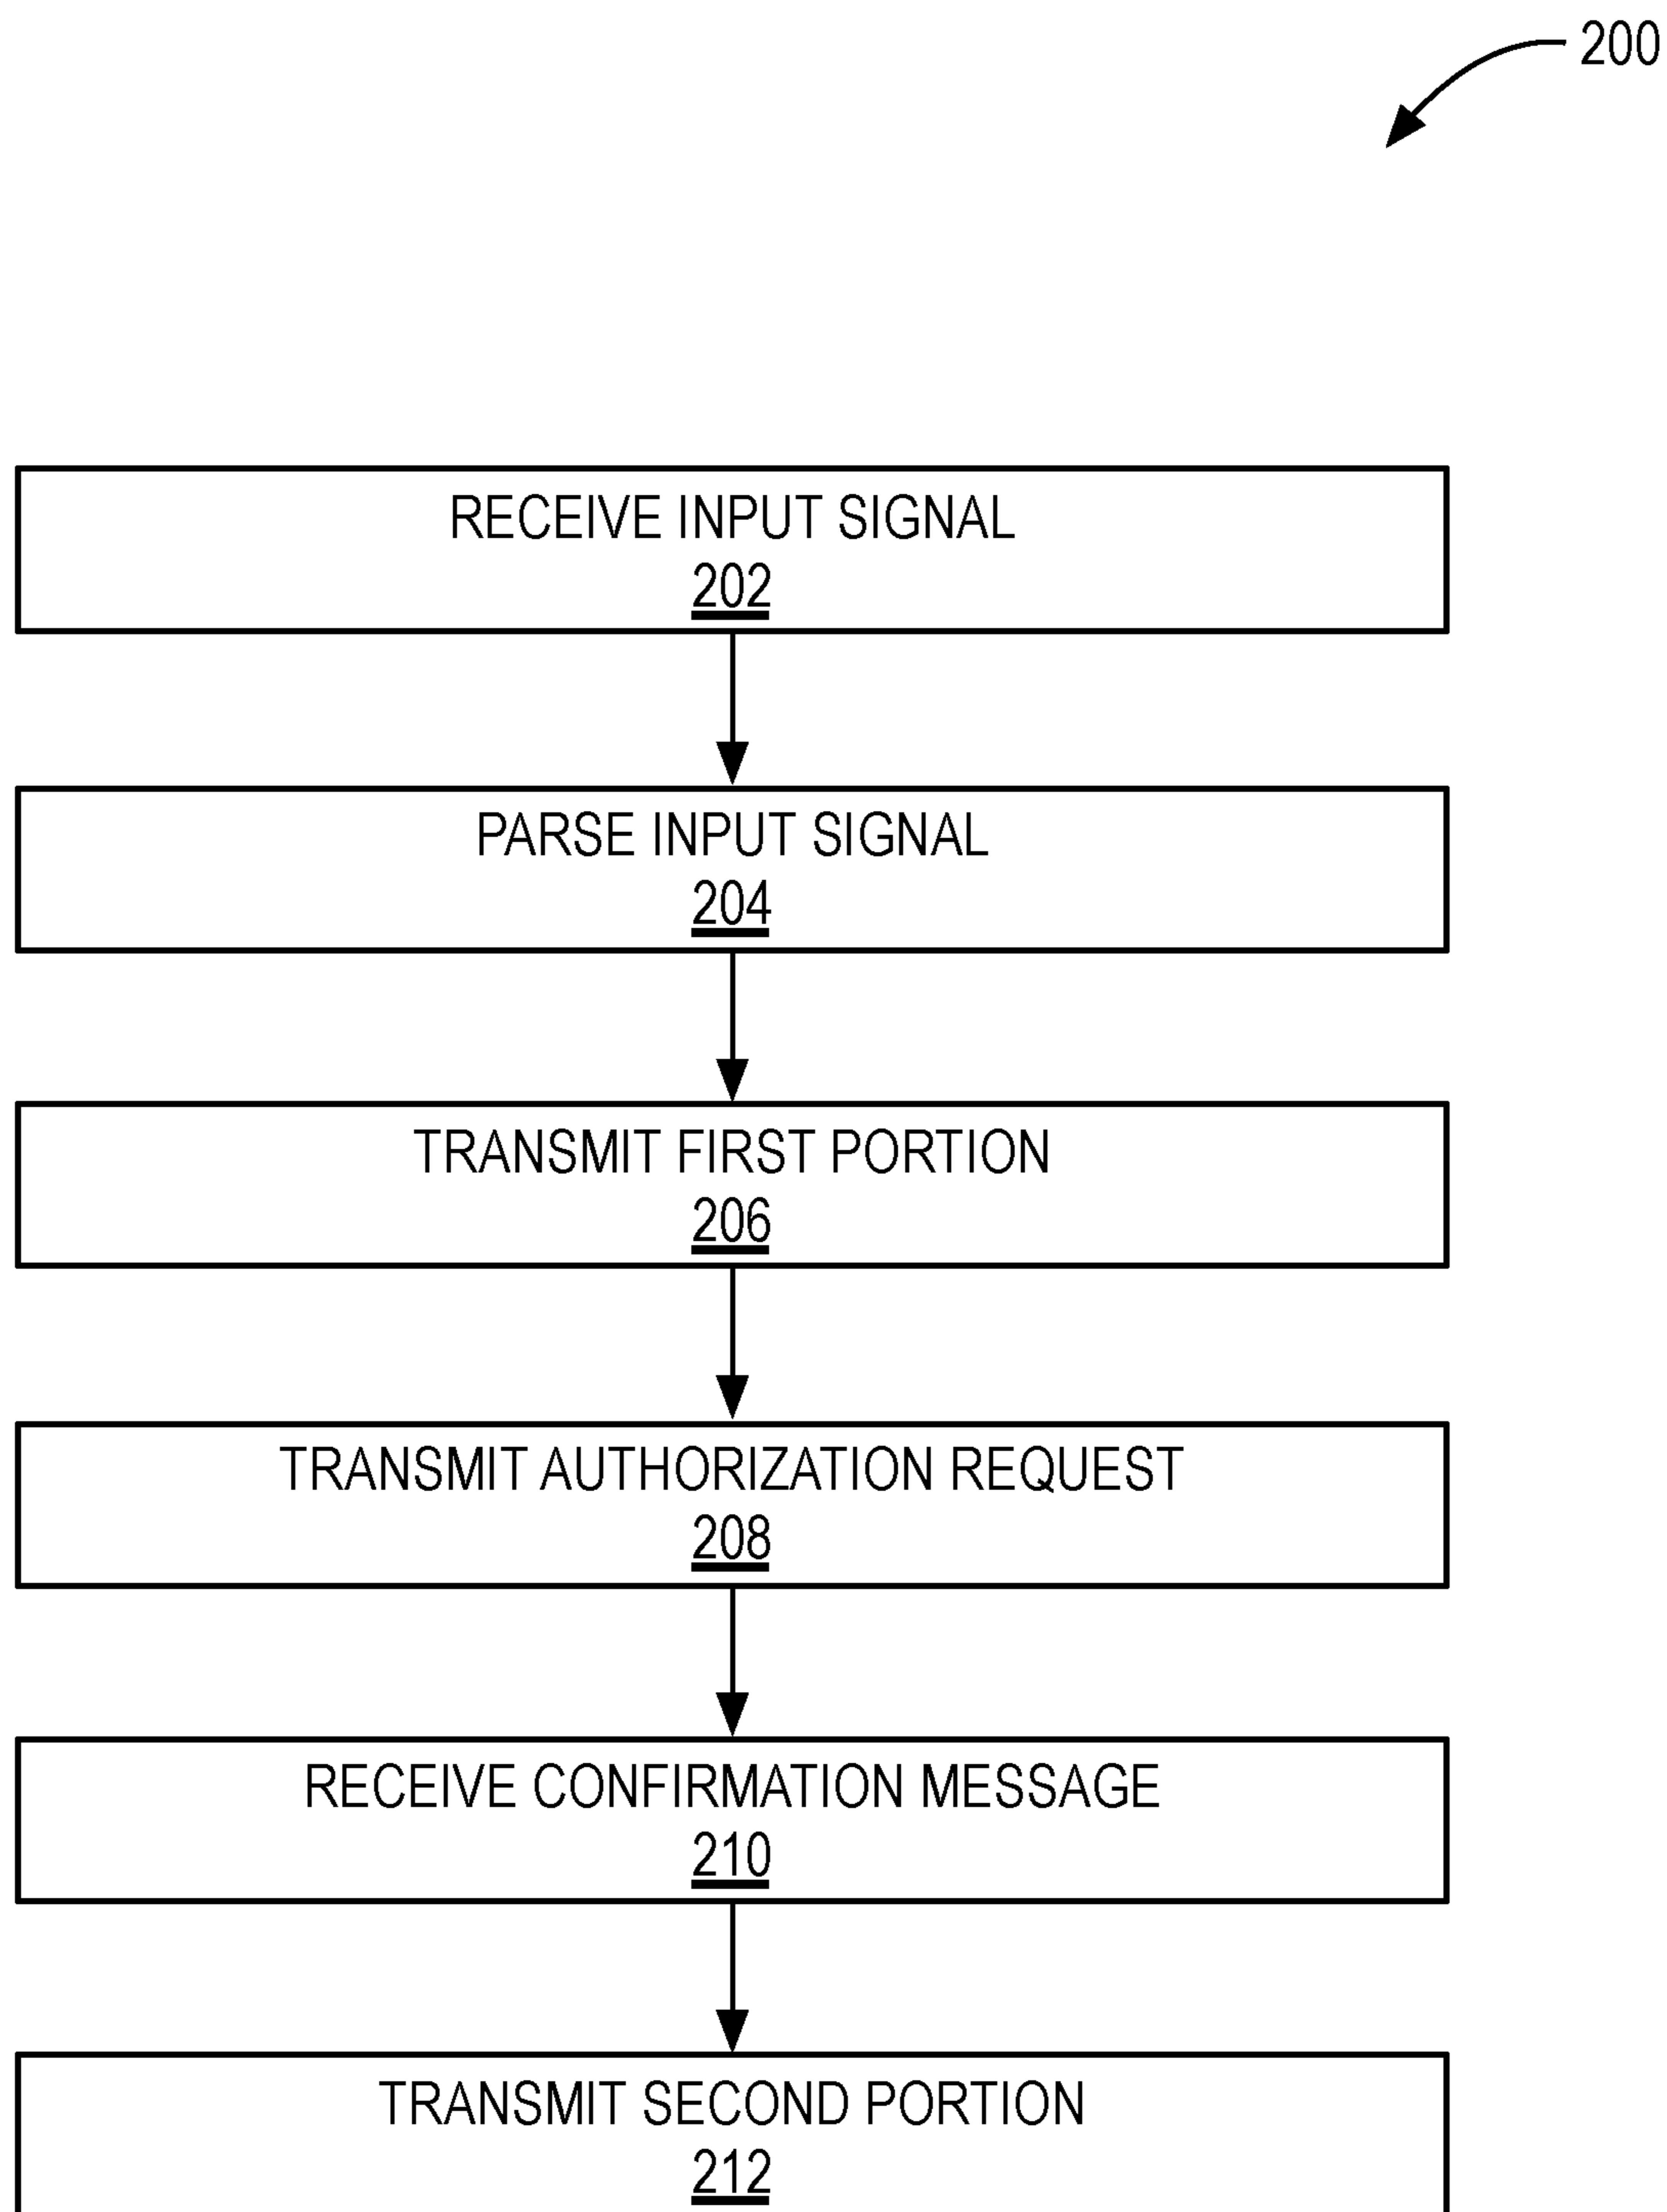 200
RECEIVE INPUT SIGNAL
202
PARSE INPUT SIGNAL
204
TRANSMIT FIRST PORTION
206
TRANSMIT AUTHORIZATION REQUEST
208
RECEIVE CONFIRMATION MESSAGE
210
TRANSMIT SECOND PORTION
212